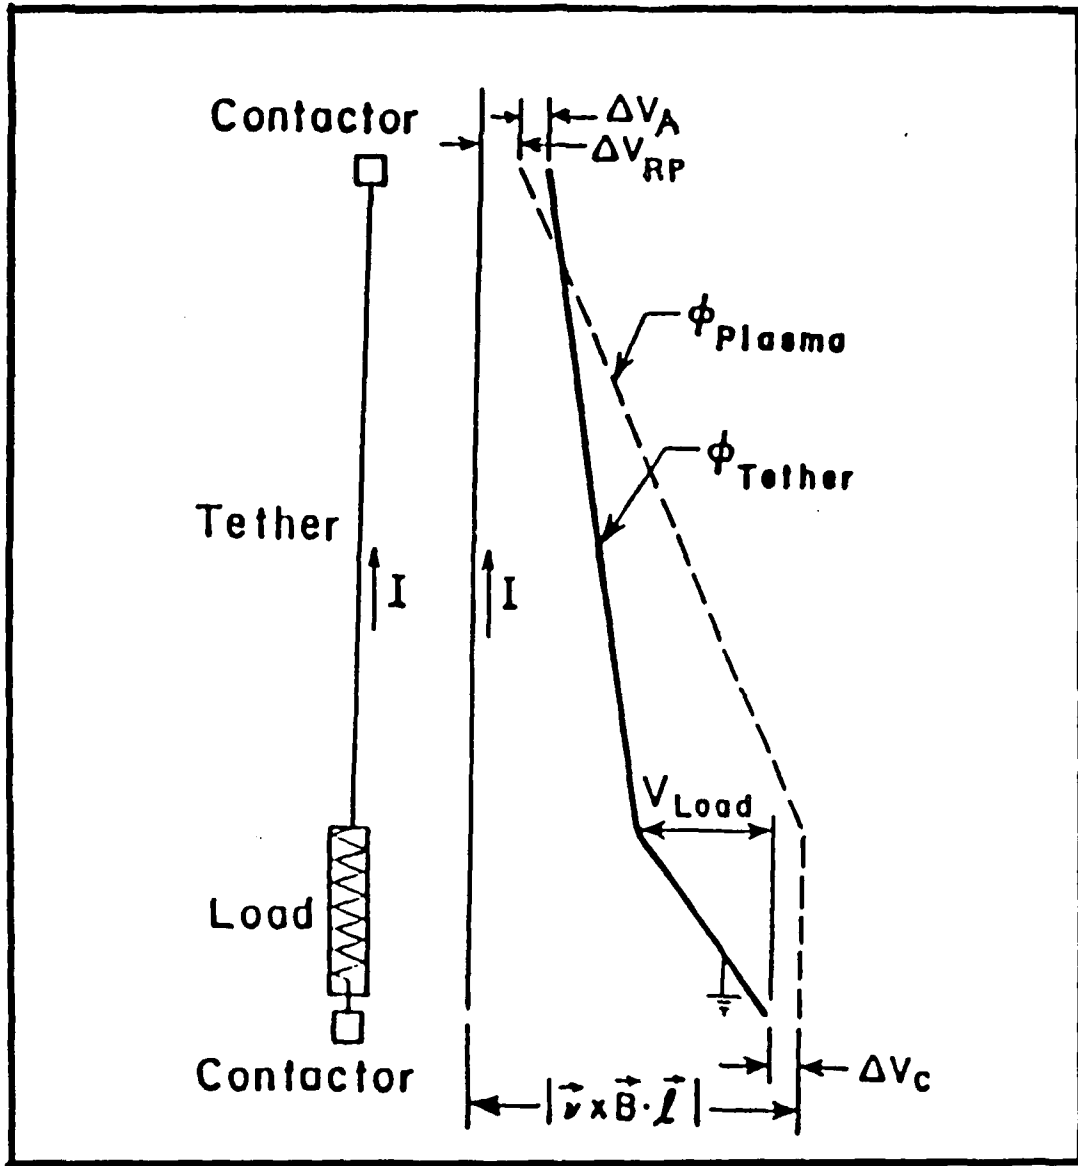 Contactor
ΔV_A
ΔV_RP
ϕ_Plasma
ϕ_Tether
Tether
I
I
V_Load
Load
Contactor
ΔV_C
|v⃗ x B⃗ · l⃗|